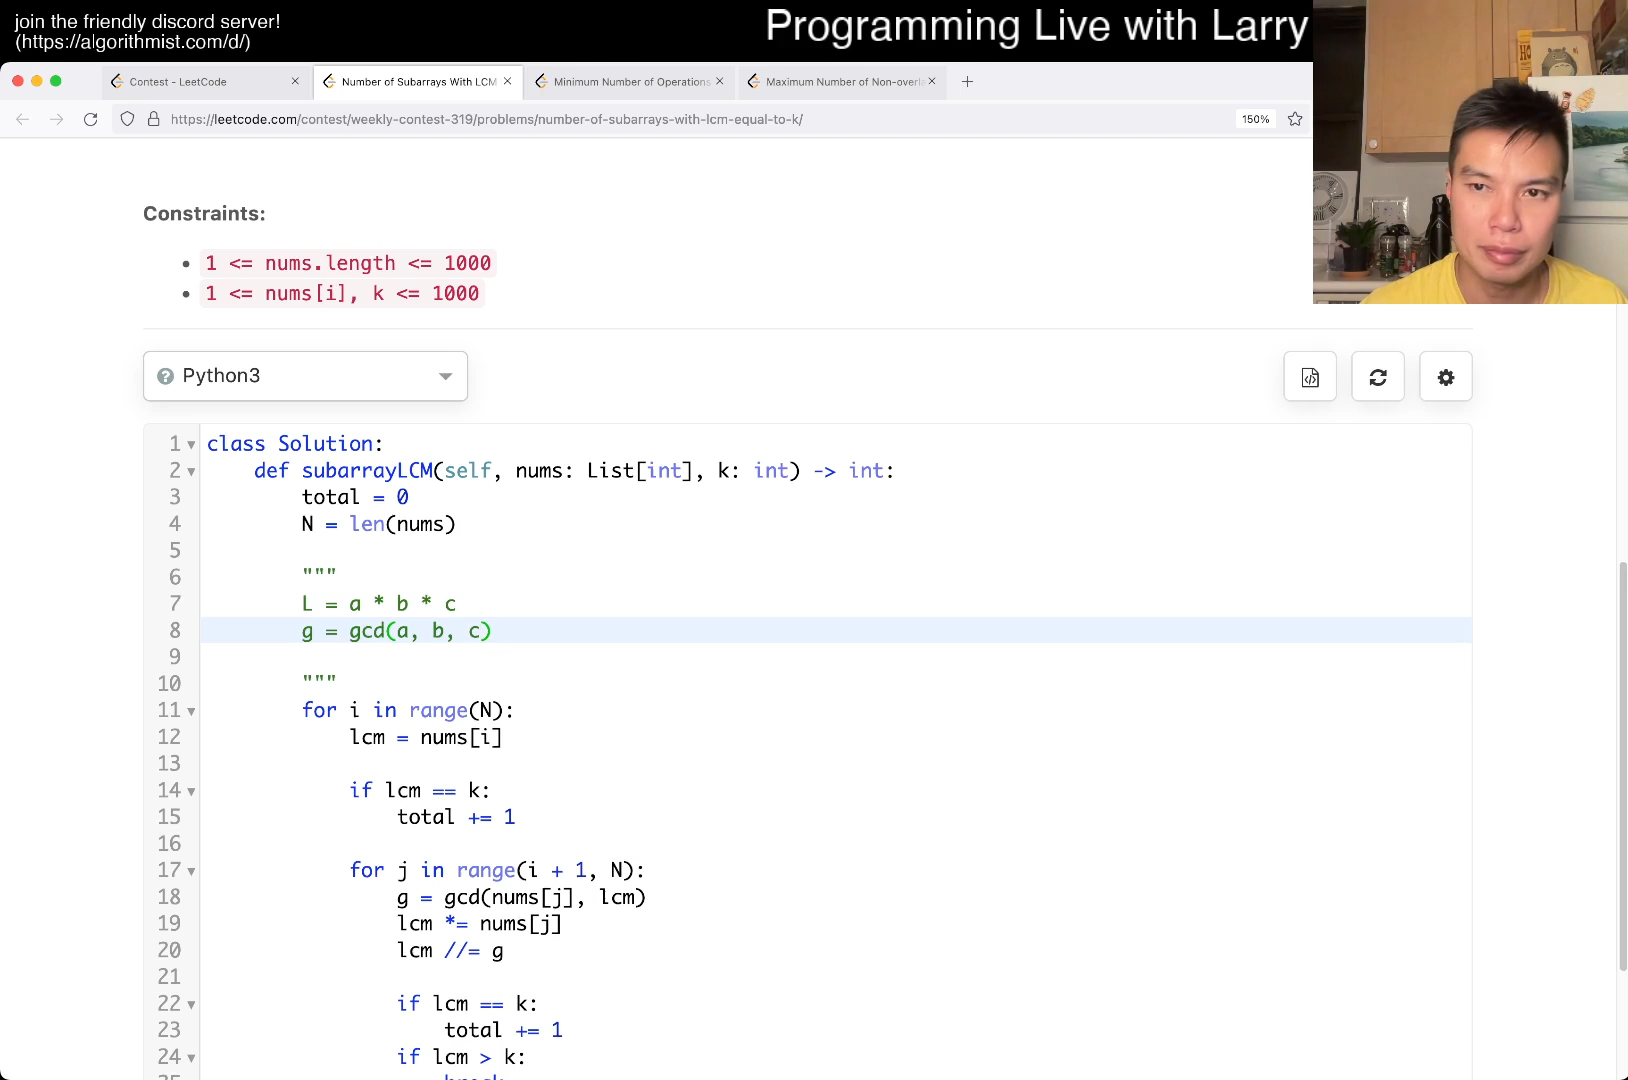 join the friendly discord server!
(https://algorithmist.com/d/)
Programming Live with Larry
Contest - LeetCode
Number of Subarrays With LCM
Minimum Number of Operations
Maximum Number of Non-overl
https://leetcode.com/contest/weekly-contest-319/problems/number-of-subarrays-with-lcm-equal-to-k/
150%
Constraints:
1 <= nums.length <= 1000
1 <= nums[i], k <= 1000
Python3
1 class Solution:
2 def subarrayLCM(self, nums: List[int], k: int) -> int:
3 total = 0
4 N = len(nums)
5
6 """
7 L = a * b * c
8 g = gcd(a, b, c)
9
10 """
11 for i in range(N):
12 lcm = nums[i]
13
14 if lcm == k:
15 total += 1
16
17 for j in range(i + 1, N):
18 g = gcd(nums[j], lcm)
19 lcm *= nums[j]
20 lcm //= g
21
22 if lcm == k:
23 total += 1
24 if lcm > k: